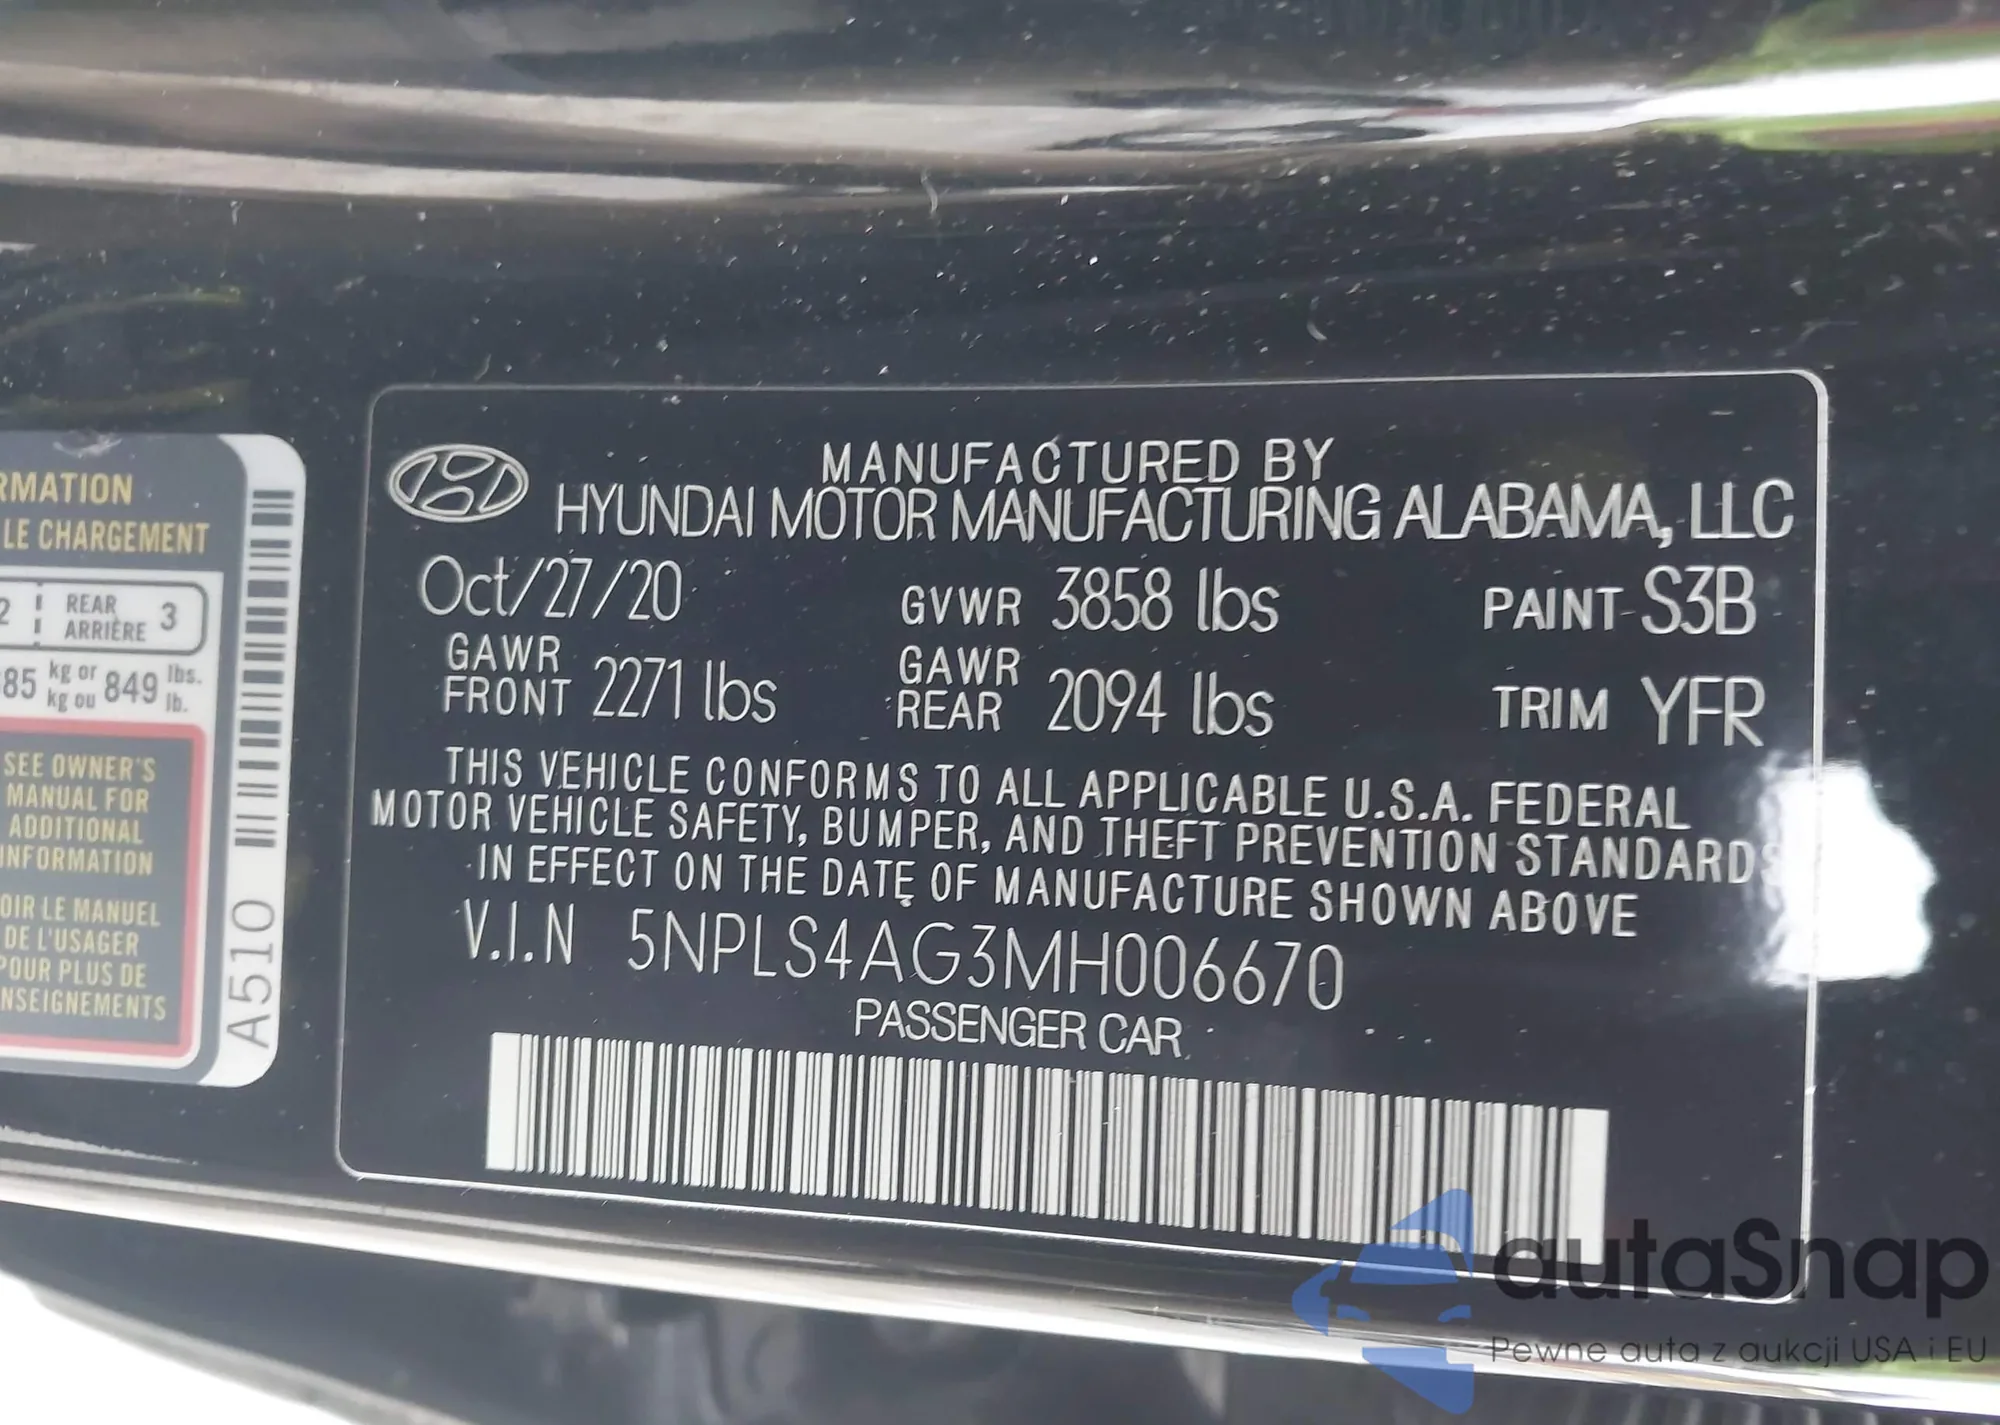 RMATION
LE CHARGEMENT
2 REAR ARRIÈRE 3
85 kg or kg ou 849 lbs. lb.
SEE OWNER'S
MANUAL FOR
ADDITIONAL
INFORMATION
OIR LE MANUEL
DE L'USAGER
POUR PLUS DE
NSEIGNEMENTS
A510
MANUFACTURED BY
HYUNDAI MOTOR MANUFACTURING ALABAMA, LLC
Oct/27/20 GVWR 3858 lbs PAINT S3B
GAWR FRONT 2271 lbs GAWR REAR 2094 lbs TRIM YFR
THIS VEHICLE CONFORMS TO ALL APPLICABLE U.S.A. FEDERAL
MOTOR VEHICLE SAFETY, BUMPER, AND THEFT PREVENTION STANDARDS
IN EFFECT ON THE DATE OF MANUFACTURE SHOWN ABOVE
V.I.N 5NPLS4AG3MH006670
PASSENGER CAR
autaSnap
Pewne auta z aukcji USA i EU